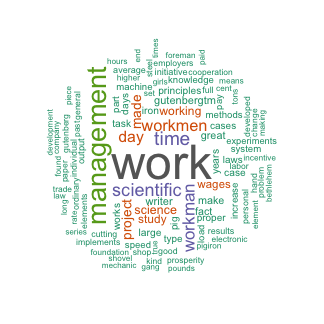 hours
end
times
foreman
paid
average
steel
employers
higher
girls
initiative
cooperation
machine
knowledge
means
set
principles
full
cent
tons
part
days
iron
gutenbergtm
pay
developed
making
made
working
methods
change
task
workmen
cases
day
time
great
experiments
management
work
years
system
incentive
laws
labor
case
scientific
wages
workman
make
writer
fact
science
proper
project
study
increase
personal
element
hand
problem
bethlehem
works
pig
load
results
large
type
electronic
cutting
speed
pigiron
implements
true
good
foundation
shop
prosperity
shovel
kind
mechanic
gang
pounds
series
elements
ordinary
rate
long
law
trade
paper
individual
output
general
past
piece
gutenberg
company
found
development